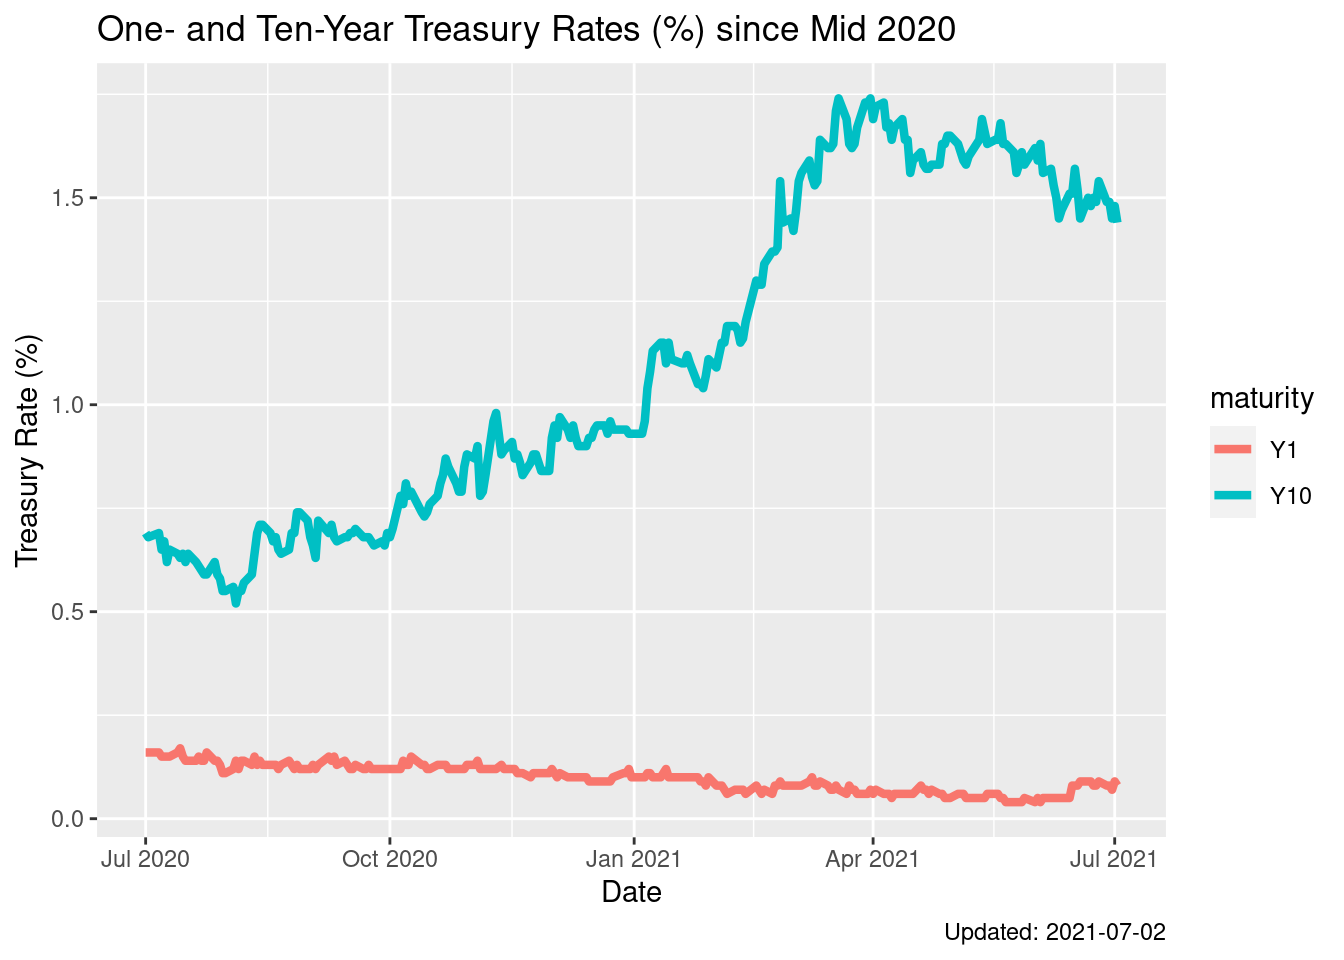 One- and Ten-Year Treasury Rates (%) since Mid 2020
Treasury Rate (%)
1.5
1.0
0.5
0.0
Jul 2020 Oct 2020 Jan 2021 Apr 2021 Jul 2021
Date
maturity
Y1
Y10
Updated: 2021-07-02